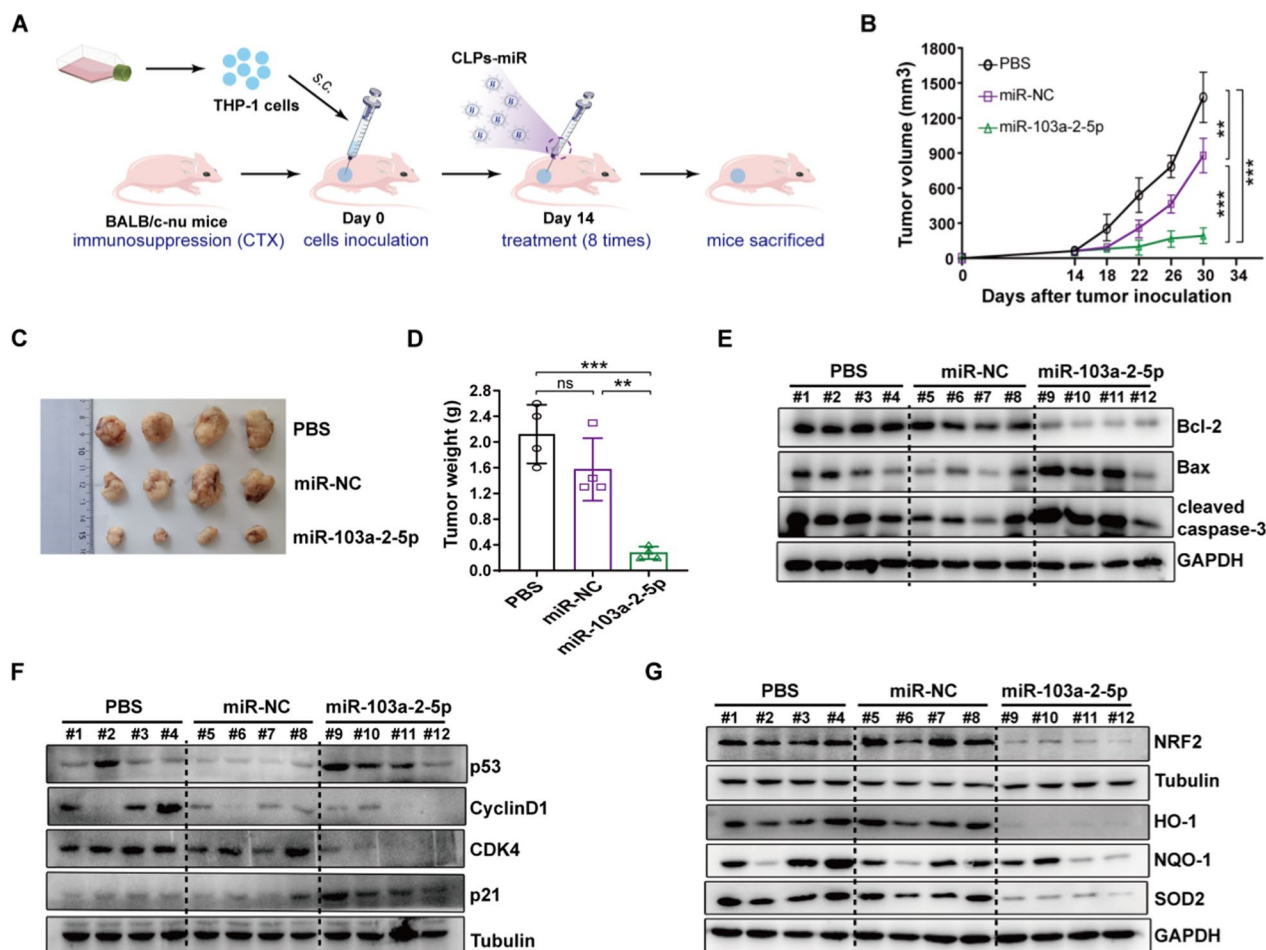 A
THP-1 cells
s.c.
CLPs-miR
BALB/c-nu mice
immunosuppression (CTX)
Day 0
cells inoculation
Day 14
treatment (8 times)
mice sacrificed
B
Tumor volume (mm3)
1800
1500
1200
900
600
300
0
PBS
miR-NC
miR-103a-2-5p
**
***
***
0 14 18 22 26 30 34
Days after tumor inoculation
C
PBS
miR-NC
miR-103a-2-5p
D
Tumor weight (g)
2.8
2.4
2.0
1.6
1.2
0.8
0.4
0.0
***
ns **
PBS
miR-NC
miR-103a-2-5p
E
PBS miR-NC miR-103a-2-5p
#1 #2 #3 #4 #5 #6 #7 #8 #9 #10 #11 #12
Bcl-2
Bax
cleaved
caspase-3
GAPDH
F
PBS miR-NC miR-103a-2-5p
#1 #2 #3 #4 #5 #6 #7 #8 #9 #10 #11 #12
p53
CyclinD1
CDK4
p21
Tubulin
G
PBS miR-NC miR-103a-2-5p
#1 #2 #3 #4 #5 #6 #7 #8 #9 #10 #11 #12
NRF2
Tubulin
HO-1
NQO-1
SOD2
GAPDH